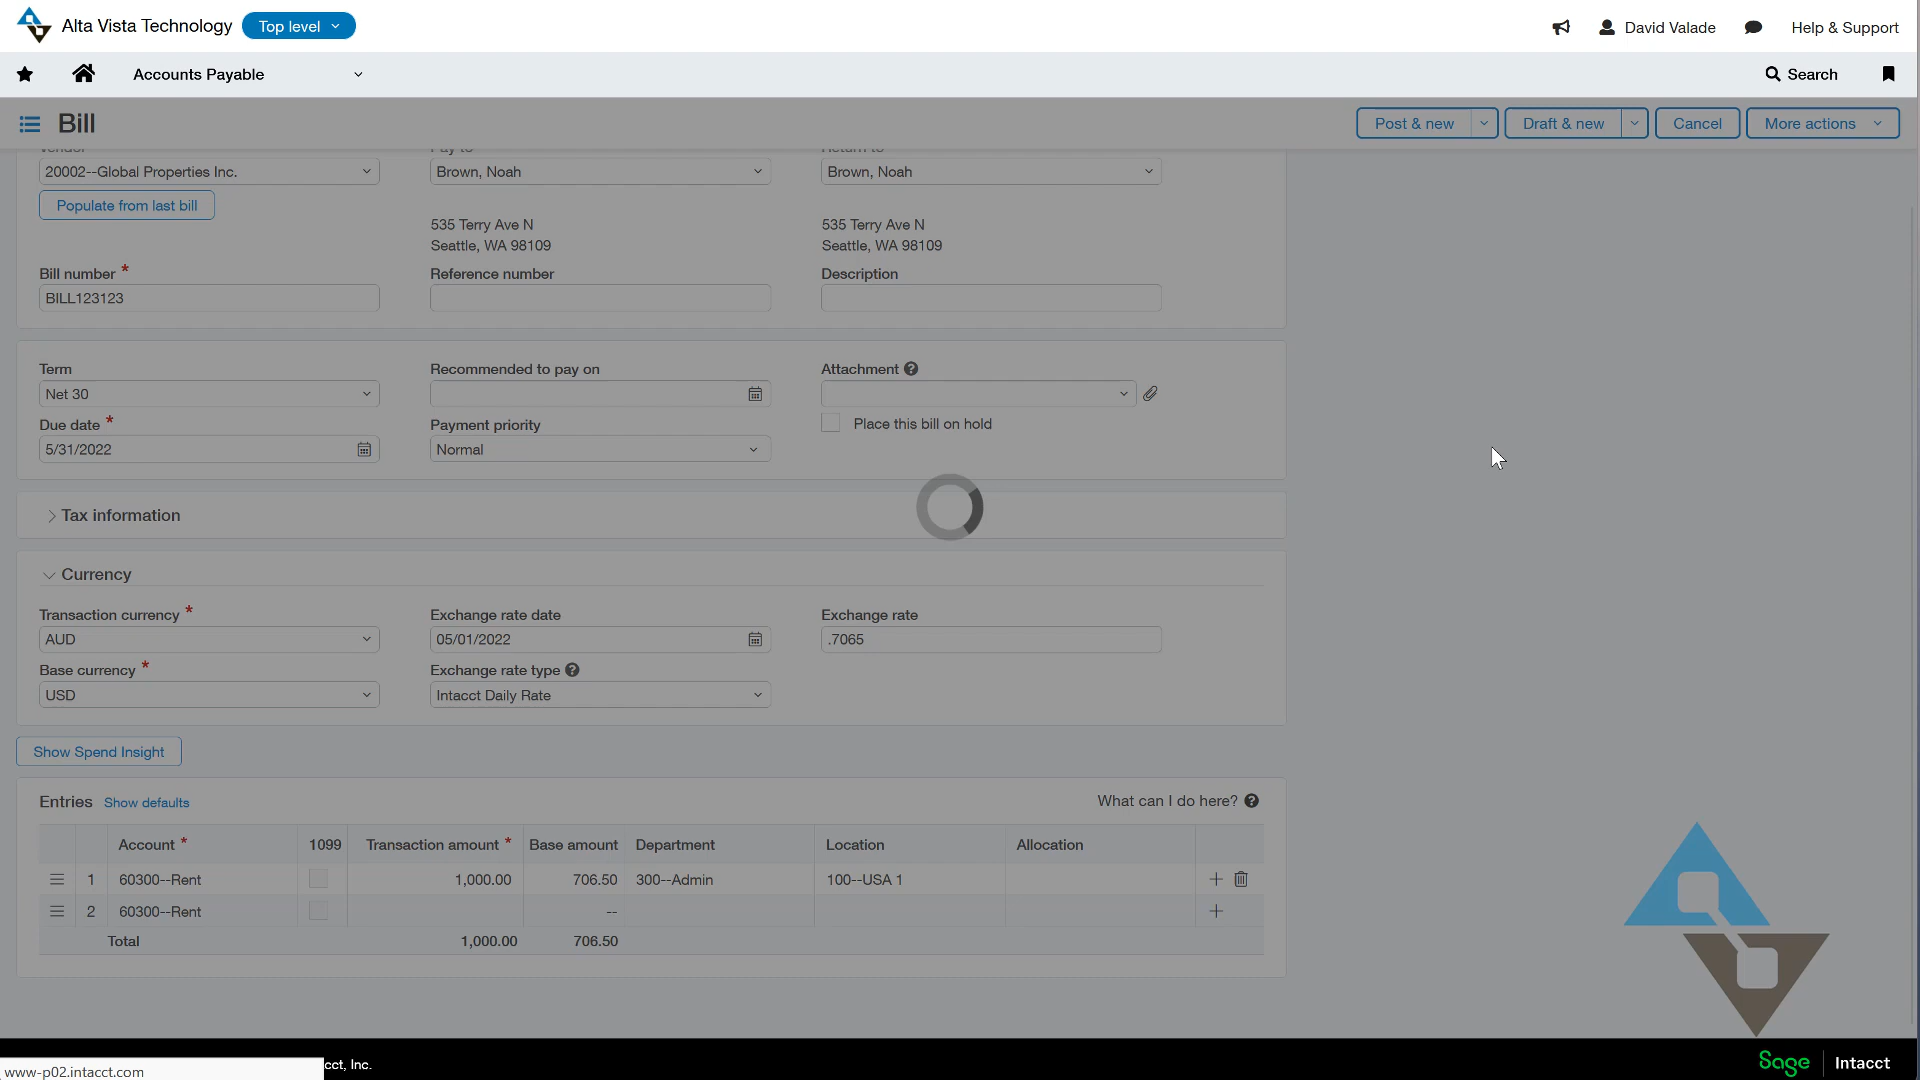 Alta Vista Technology Top level David Valade Help & Support
Accounts Payable Search
Bill Post & new Draft & new Cancel More actions
Vendor Pay to Return to
20002--Global Properties Inc. Brown, Noah Brown, Noah
Populate from last bill
535 Terry Ave N 535 Terry Ave N
Seattle, WA 98109 Seattle, WA 98109
Bill number * Reference number Description
BILL123123
Term Recommended to pay on Attachment ?
Net 30
Due date * Payment priority Place this bill on hold
5/31/2022 Normal
Tax information
Currency
Transaction currency * Exchange rate date Exchange rate
AUD 05/01/2022 .7065
Base currency * Exchange rate type ?
USD Intacct Daily Rate
Show Spend Insight
Entries Show defaults What can I do here? ?
Account * 1099 Transaction amount * Base amount Department Location Allocation
1 60300--Rent 1,000.00 706.50 300--Admin 100--USA 1
2 60300--Rent --
Total 1,000.00 706.50
www-p02.intacct.com cct, Inc. Sage Intacct